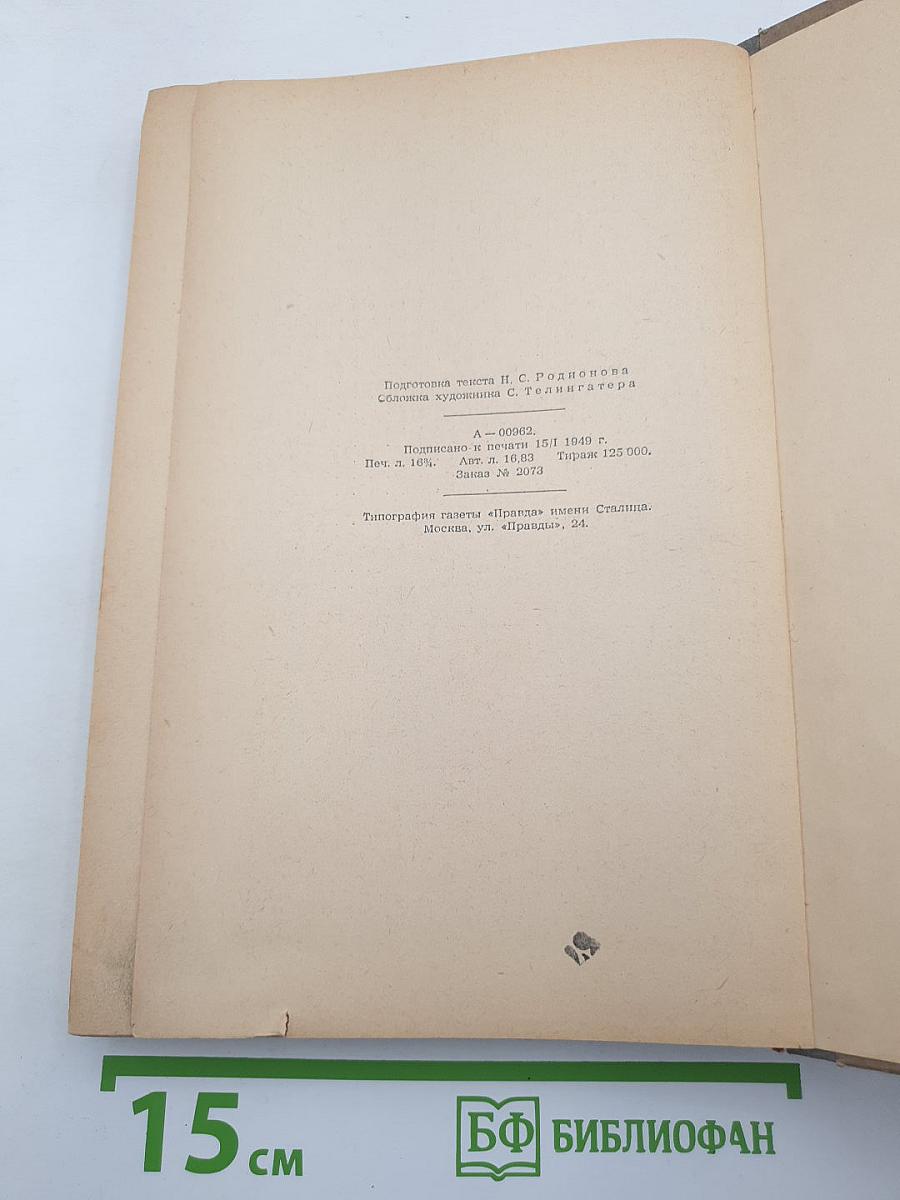 Подготовка текста Н. С. Родионова
Обложка художника С. Телингатера
А — 00962.
Подписано к печати 15/I 1949 г.
Печ. л. 16¾. Авт. л. 16,83 Тираж 125 000.
Заказ № 2073
Типография газеты «Правда» имени Сталина.
Москва, ул. «Правды», 24.
15 см
БФ БИБЛИОФАН